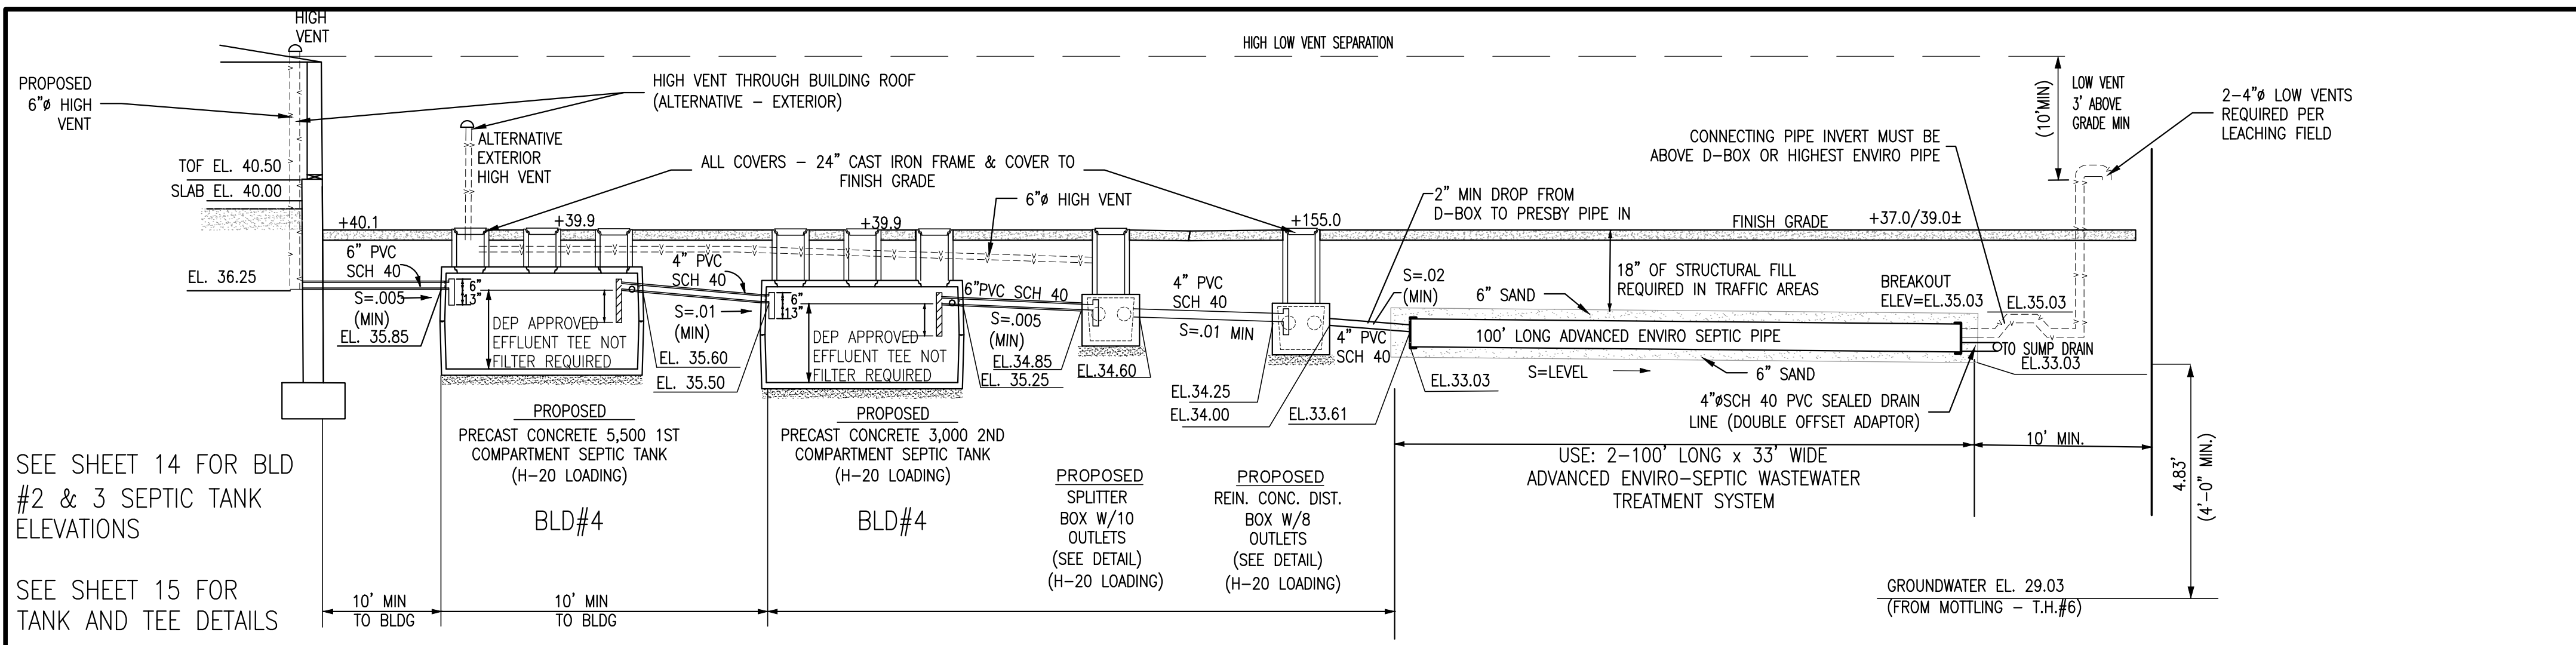 HIGH
VENT
HIGH LOW VENT SEPARATION
PROPOSED
6"ø HIGH
VENT
HIGH VENT THROUGH BUILDING ROOF
(ALTERNATIVE - EXTERIOR)
ALTERNATIVE
EXTERIOR
HIGH VENT
ALL COVERS - 24" CAST IRON FRAME & COVER TO
FINISH GRADE
6"ø HIGH VENT
2" MIN DROP FROM
D-BOX TO PRESBY PIPE IN
CONNECTING PIPE INVERT MUST BE
ABOVE D-BOX OR HIGHEST ENVIRO PIPE
(10'MIN)
LOW VENT
3' ABOVE
GRADE MIN
2-4"ø LOW VENTS
REQUIRED PER
LEACHING FIELD
TOF EL. 40.50
SLAB EL. 40.00
+40.1
+39.9
+39.9
+155.0
FINISH GRADE
+37.0/39.0±
EL. 36.25
6" PVC
SCH 40
S=.005
(MIN)
EL. 35.85
6"
13"
DEP APPROVED
EFFLUENT TEE NOT
FILTER REQUIRED
4" PVC
SCH 40
S=.01
(MIN)
EL. 35.60
EL. 35.50
6"
13"
DEP APPROVED
EFFLUENT TEE NOT
FILTER REQUIRED
6"PVC SCH 40
S=.005
(MIN)
EL.34.85
EL. 35.25
EL.34.60
4" PVC
SCH 40
S=.01 MIN
EL.34.25
EL.34.00
S=.02
(MIN)
4" PVC
SCH 40
EL.33.61
EL.33.03
6" SAND
18" OF STRUCTURAL FILL
REQUIRED IN TRAFFIC AREAS
100' LONG ADVANCED ENVIRO SEPTIC PIPE
S=LEVEL
6" SAND
BREAKOUT
ELEV=EL.35.03
EL.35.03
TO SUMP DRAIN
EL.33.03
4"øSCH 40 PVC SEALED DRAIN
LINE (DOUBLE OFFSET ADAPTOR)
10' MIN.
4.83'
(4'-0" MIN.)
USE: 2-100' LONG x 33' WIDE
ADVANCED ENVIRO-SEPTIC WASTEWATER
TREATMENT SYSTEM
PROPOSED
PRECAST CONCRETE 5,500 1ST
COMPARTMENT SEPTIC TANK
(H-20 LOADING)
BLD#4
PROPOSED
PRECAST CONCRETE 3,000 2ND
COMPARTMENT SEPTIC TANK
(H-20 LOADING)
BLD#4
PROPOSED
SPLITTER
BOX W/10
OUTLETS
(SEE DETAIL)
(H-20 LOADING)
PROPOSED
REIN. CONC. DIST.
BOX W/8
OUTLETS
(SEE DETAIL)
(H-20 LOADING)
SEE SHEET 14 FOR BLD
#2 & 3 SEPTIC TANK
ELEVATIONS
SEE SHEET 15 FOR
TANK AND TEE DETAILS
10' MIN
TO BLDG
10' MIN
TO BLDG
GROUNDWATER EL. 29.03
(FROM MOTTLING - T.H.#6)